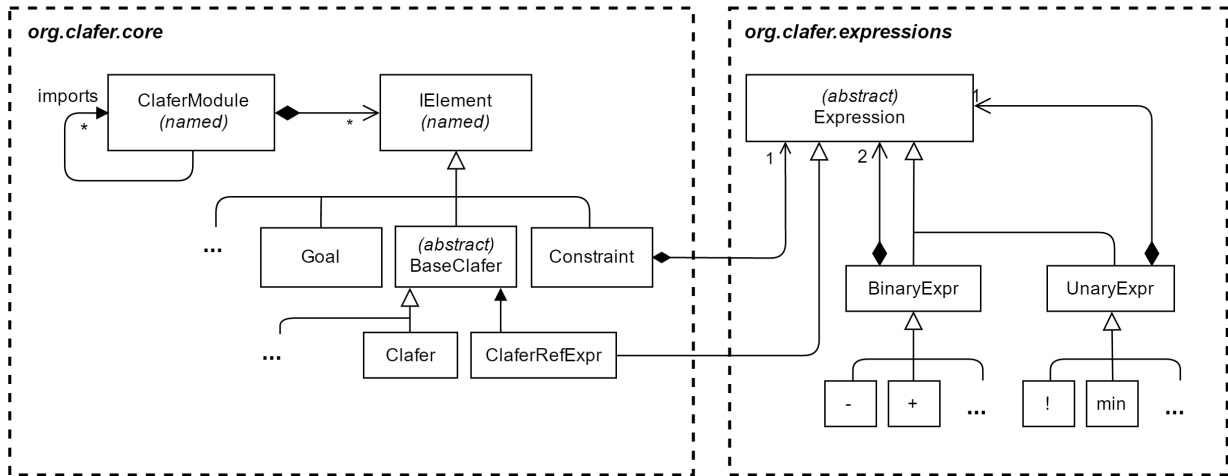 org.clafer.core
imports
*
ClaferModule
(named)
*
IElement
(named)
...
Goal
(abstract)
BaseClafer
Constraint
...
Clafer
ClaferRefExpr
org.clafer.expressions
(abstract)
Expression
1
1
2
BinaryExpr
UnaryExpr
-
+
...
!
min
...